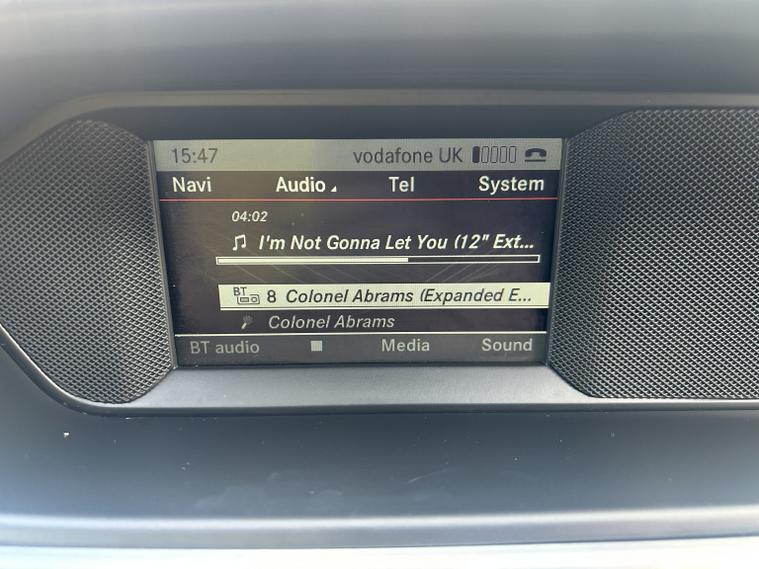 15:47 vodafone UK
Navi Audio Tel System
04:02
I'm Not Gonna Let You (12" Ext...
BT 8 Colonel Abrams (Expanded E...
Colonel Abrams
BT audio Media Sound